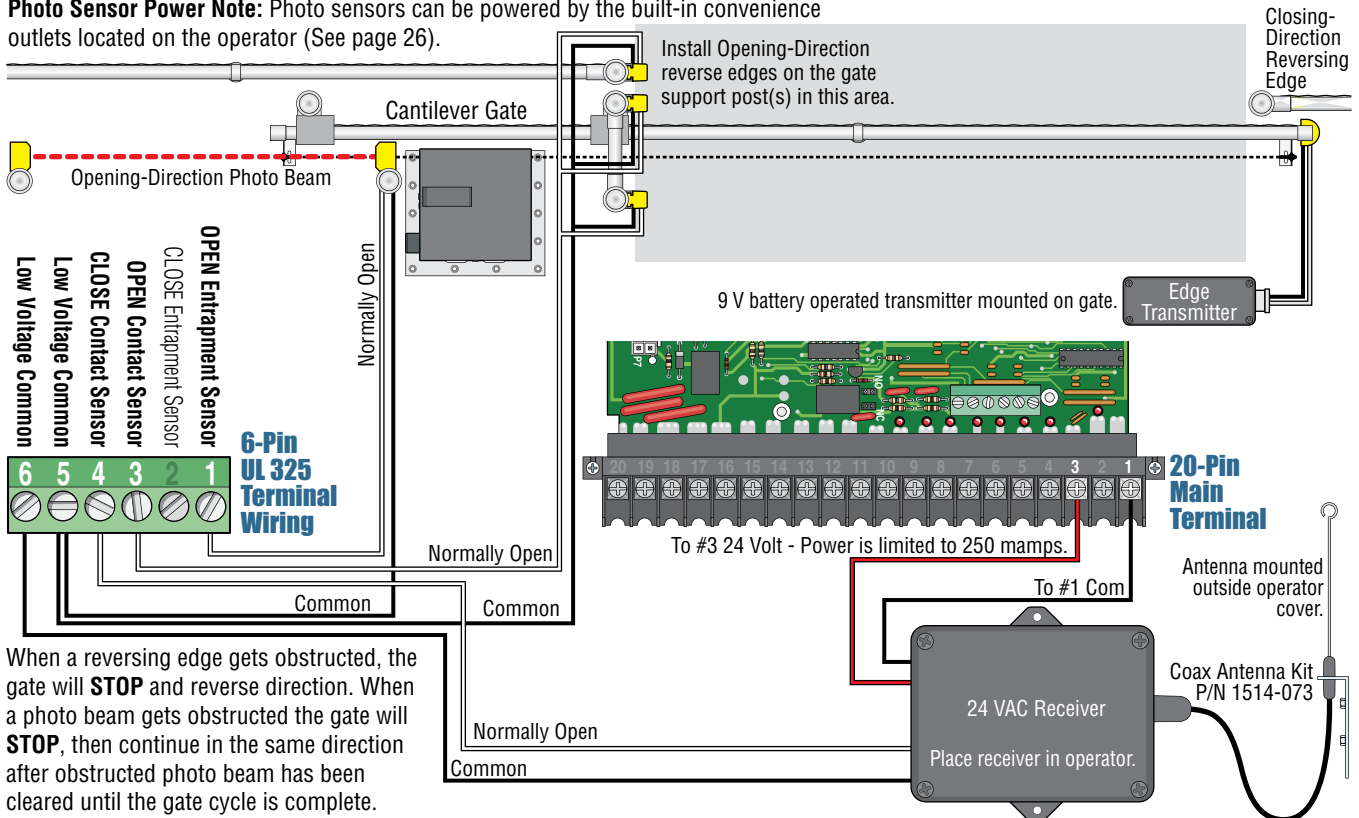 Photo Sensor Power Note: Photo sensors can be powered by the built-in convenience
outlets located on the operator (See page 26).
Install Opening-Direction
reverse edges on the gate
support post(s) in this area.
Closing-
Direction
Reversing
Edge
Cantilever Gate
Opening-Direction Photo Beam
Normally Open
9 V battery operated transmitter mounted on gate.
Edge
Transmitter
Low Voltage Common
Low Voltage Common
CLOSE Contact Sensor
OPEN Contact Sensor
CLOSE Entrapment Sensor
OPEN Entrapment Sensor
6 5 4 3 2 1
6-Pin
UL 325
Terminal
Wiring
P7
NO
NC
20 19 18 17 16 15 14 13 12 11 10 9 8 7 6 5 4 3 2 1
20-Pin
Main
Terminal
To #3 24 Volt - Power is limited to 250 mamps.
To #1 Com
Normally Open
Common
Common
Antenna mounted
outside operator
cover.
Coax Antenna Kit
P/N 1514-073
24 VAC Receiver
Place receiver in operator.
Normally Open
Common
When a reversing edge gets obstructed, the
gate will STOP and reverse direction. When
a photo beam gets obstructed the gate will
STOP, then continue in the same direction
after obstructed photo beam has been
cleared until the gate cycle is complete.